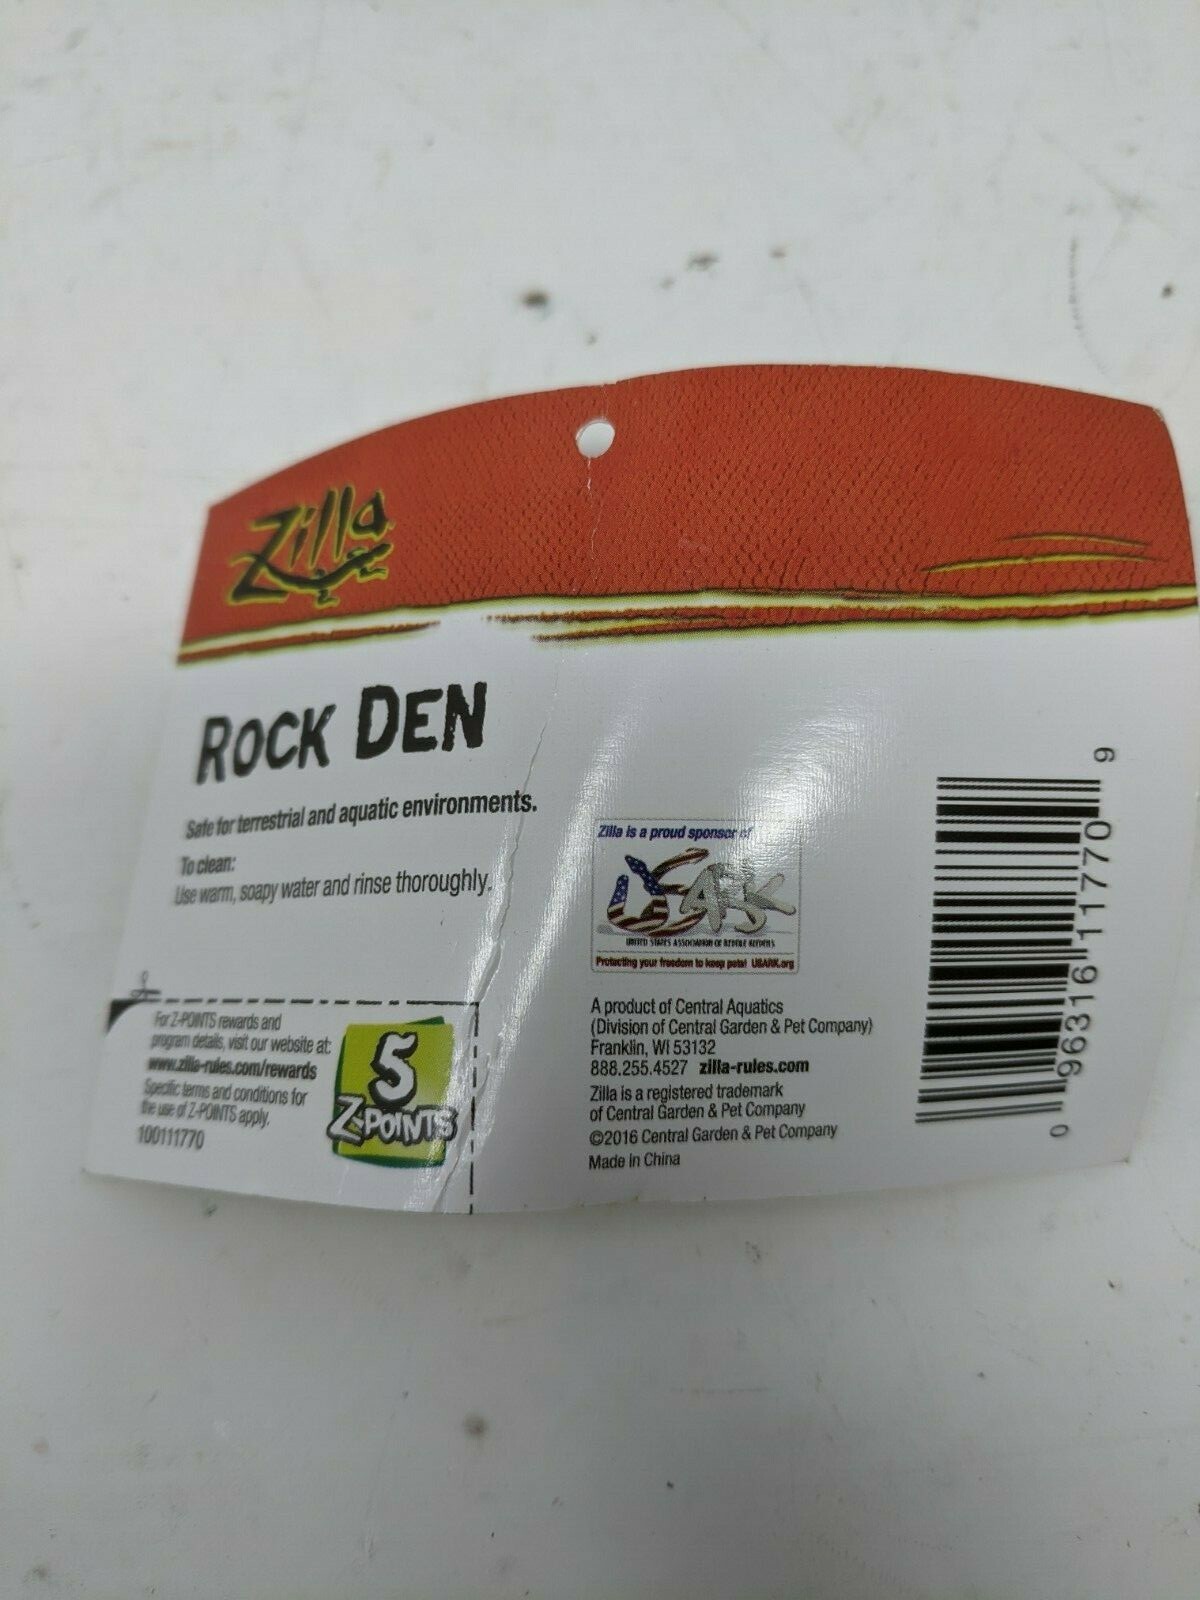 Zilla
ROCK DEN
Safe for terrestrial and aquatic environments.
To clean:
Use warm, soapy water and rinse thoroughly.
For Z-POINTS rewards and
program details, visit our website at:
www.zilla-rules.com/rewards
Specific terms and conditions for
the use of Z-POINTS apply.
100111770
5
Z-POINTS
Zilla is a proud sponsor of
USARK
UNITED STATES ASSOCIATION OF REPTILE KEEPERS
Protecting your freedom to keep pets! USARK.org
A product of Central Aquatics
(Division of Central Garden & Pet Company)
Franklin, WI 53132
888.255.4527 zilla-rules.com
Zilla is a registered trademark
of Central Garden & Pet Company
©2016 Central Garden & Pet Company
Made in China
0 96316 11770 9